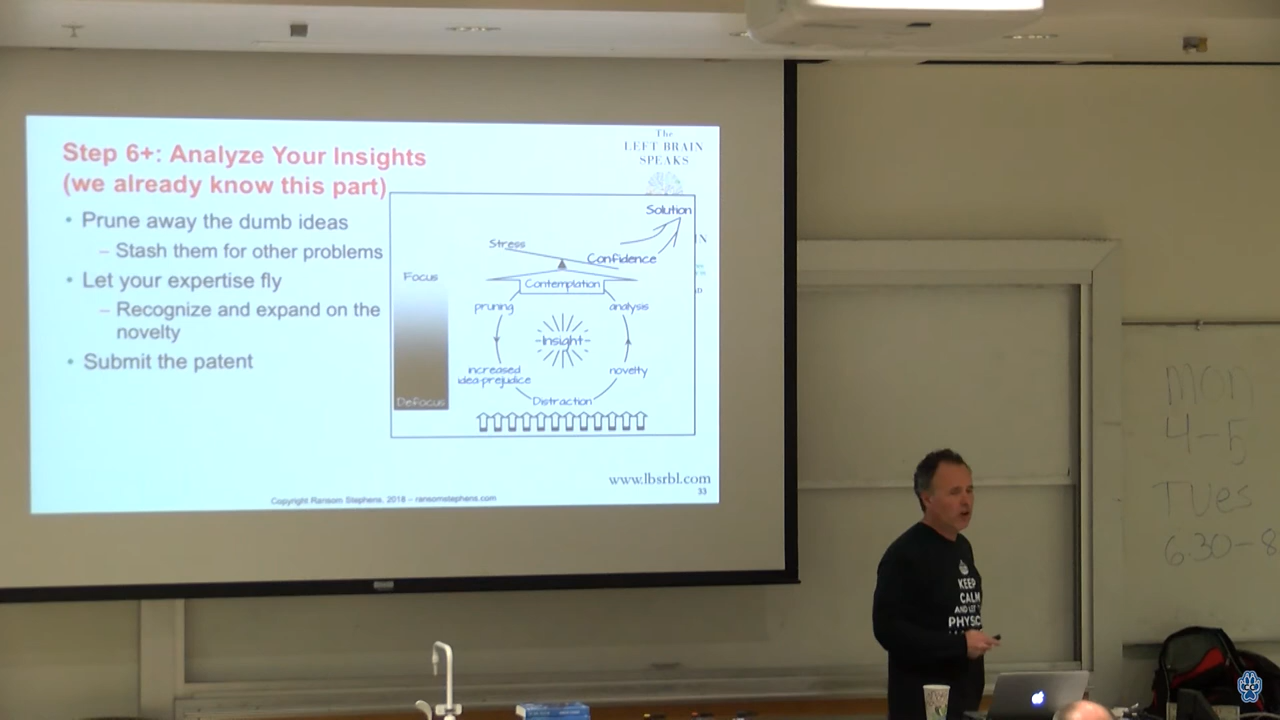 Step 6+: Analyze Your Insights
(we already know this part)
• Prune away the dumb ideas
– Stash them for other problems
• Let your expertise fly
– Recognize and expand on the
novelty
• Submit the patent
The
LEFT BRAIN
SPEAKS
Solution
Stress
Confidence
Focus
Contemplation
pruning
analysis
-Insight-
increased
idea-prejudice
novelty
Distraction
Defocus
www.lbsrbl.com
33
Copyright Ransom Stephens, 2018 – ransomstephens.com
KEEP
CALM
AND LET
MON
4-5
TUes
6:30-8